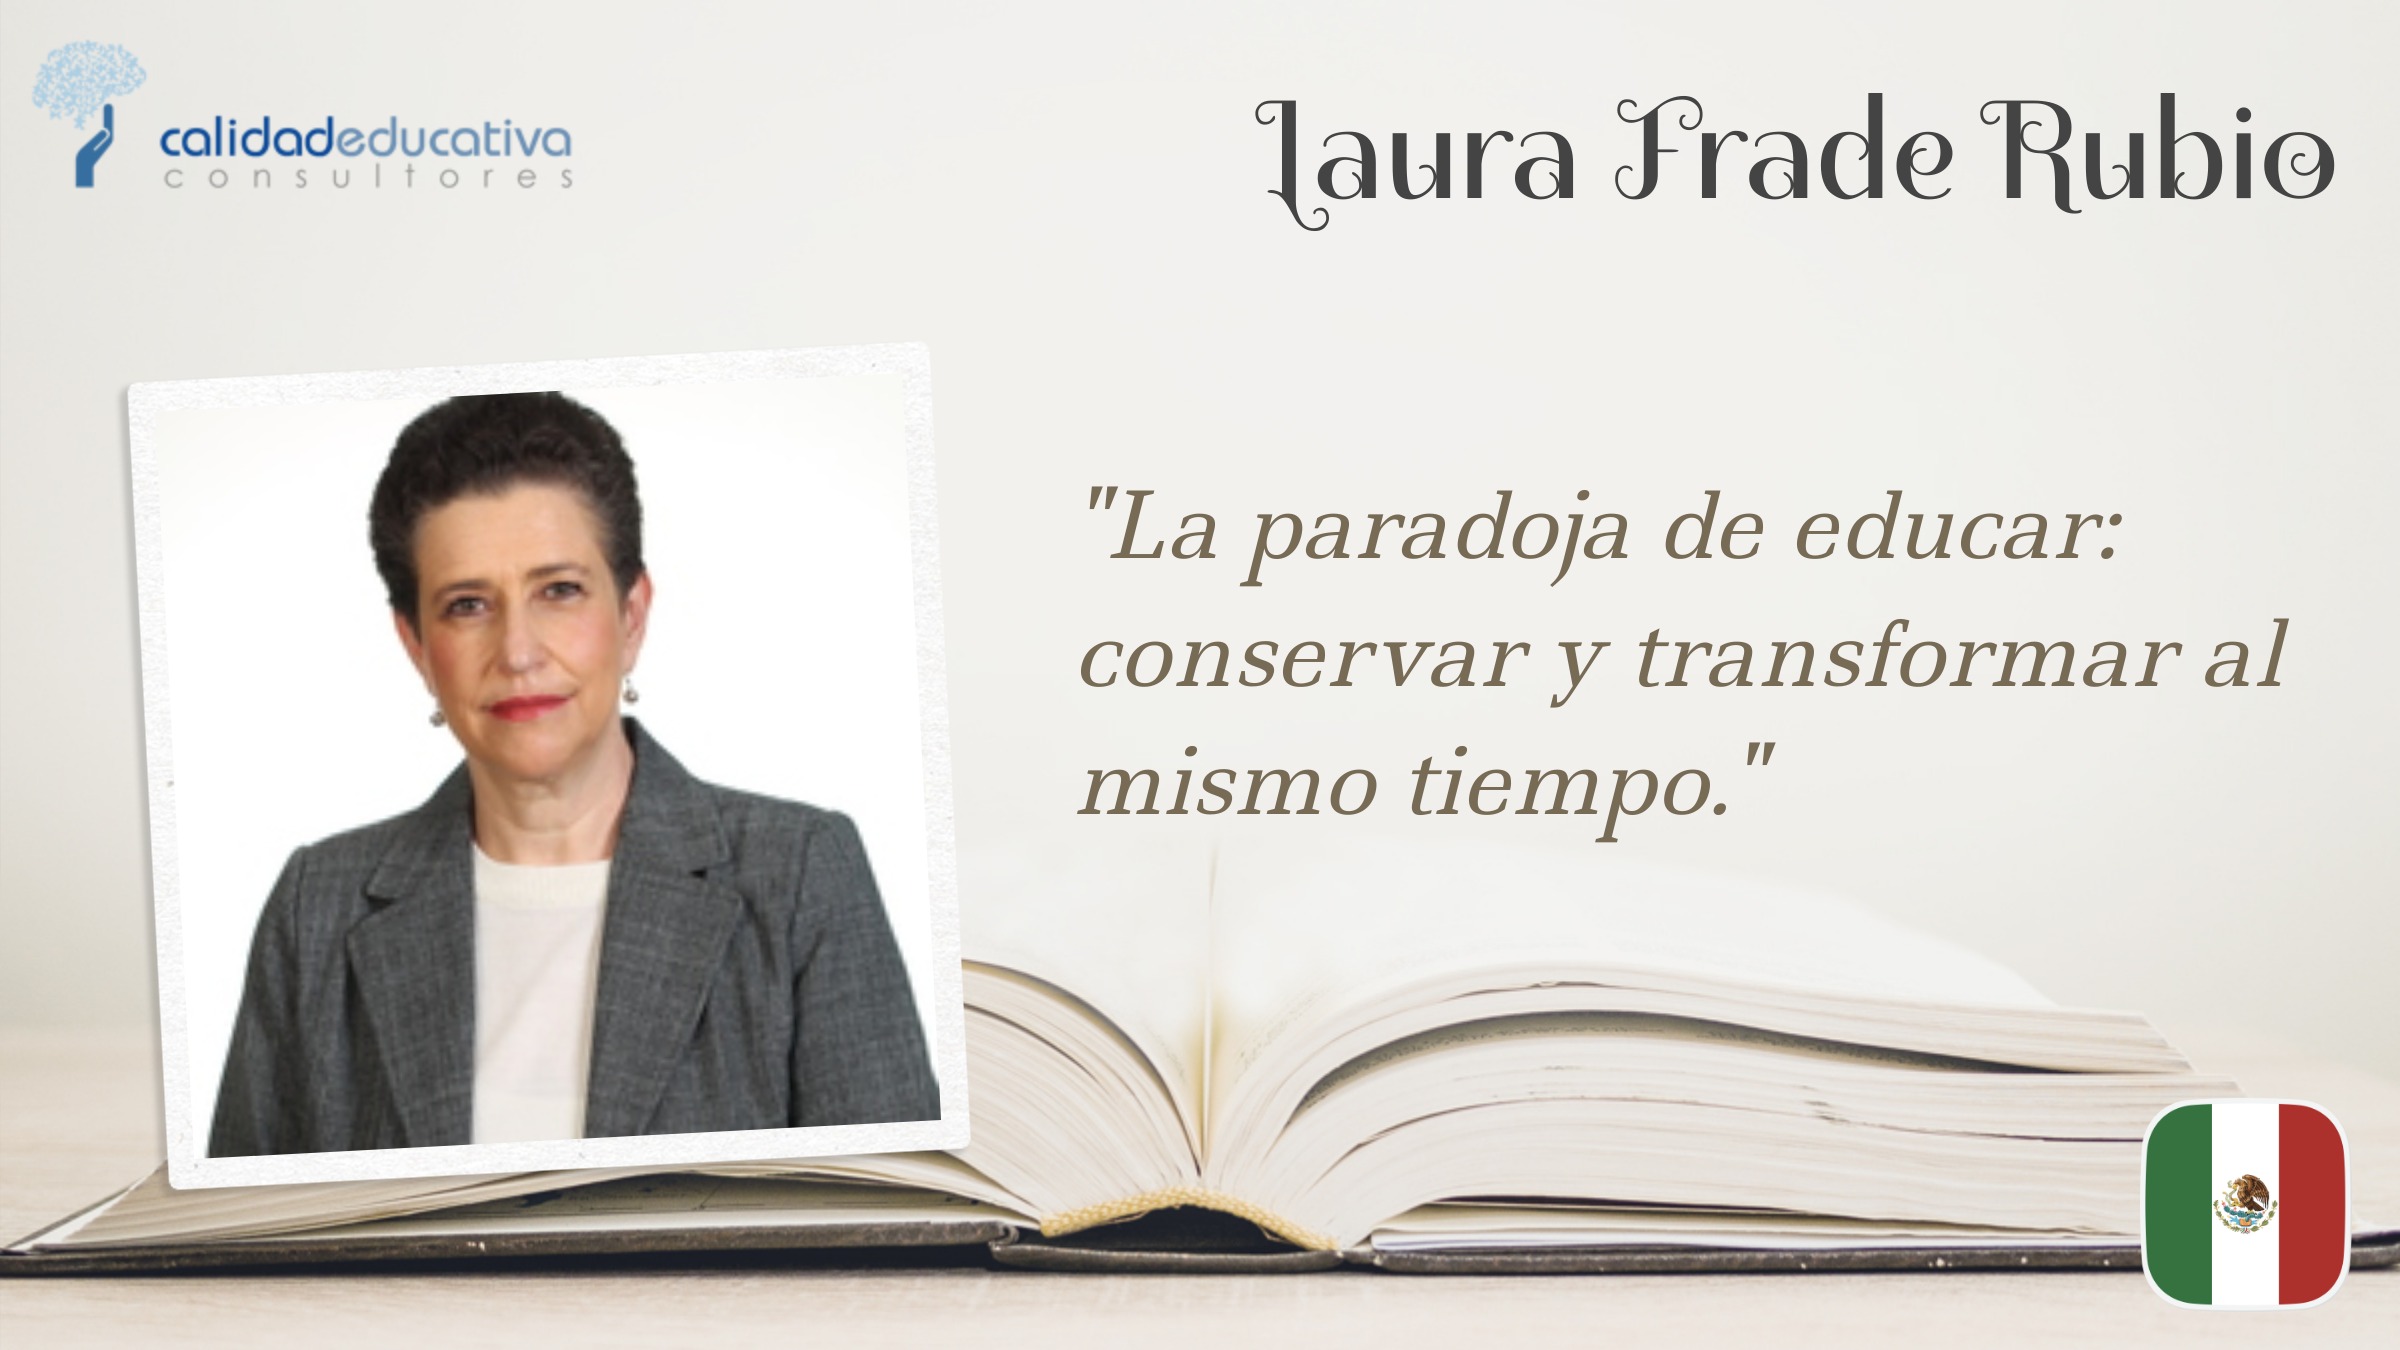 calidadeducativa
consultores
Laura Frade Rubio
"La paradoja de educar:
conservar y transformar al
mismo tiempo."